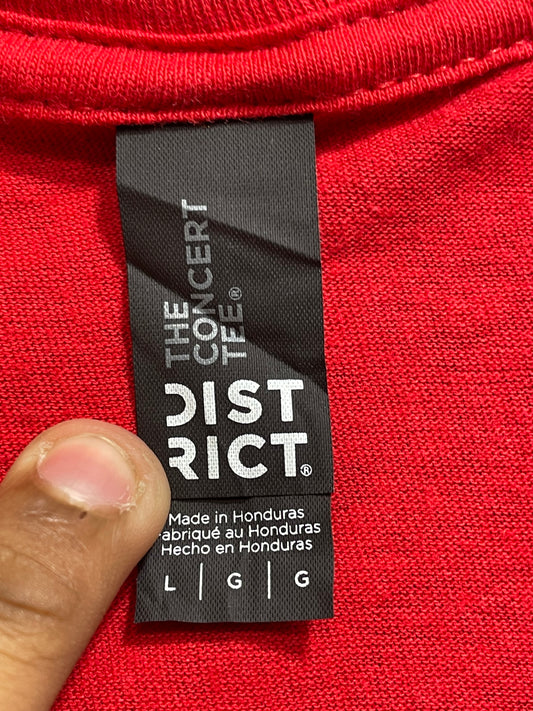 THE
CONCERT
TEE®
DIST
RICT®
Made in Honduras
Fabriqué au Honduras
Hecho en Honduras
L | G | G